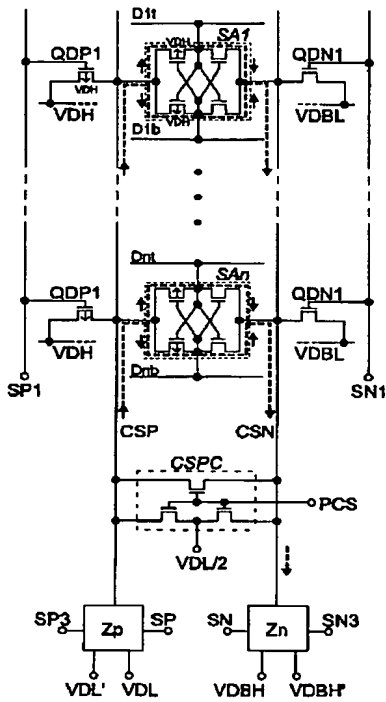 D1t
SA1
QDP1
VDH
QDN1
VDH
VDH
VDH
VDBL
D1b
Dnt
SAn
QDP1
QDN1
VDH
VDBL
Dnb
SP1
SN1
CSP
CSN
CSPC
PCS
VDL/2
SP3
Zp
SP
SN
Zn
SN3
VDL'
VDL
VDBH
VDBH'